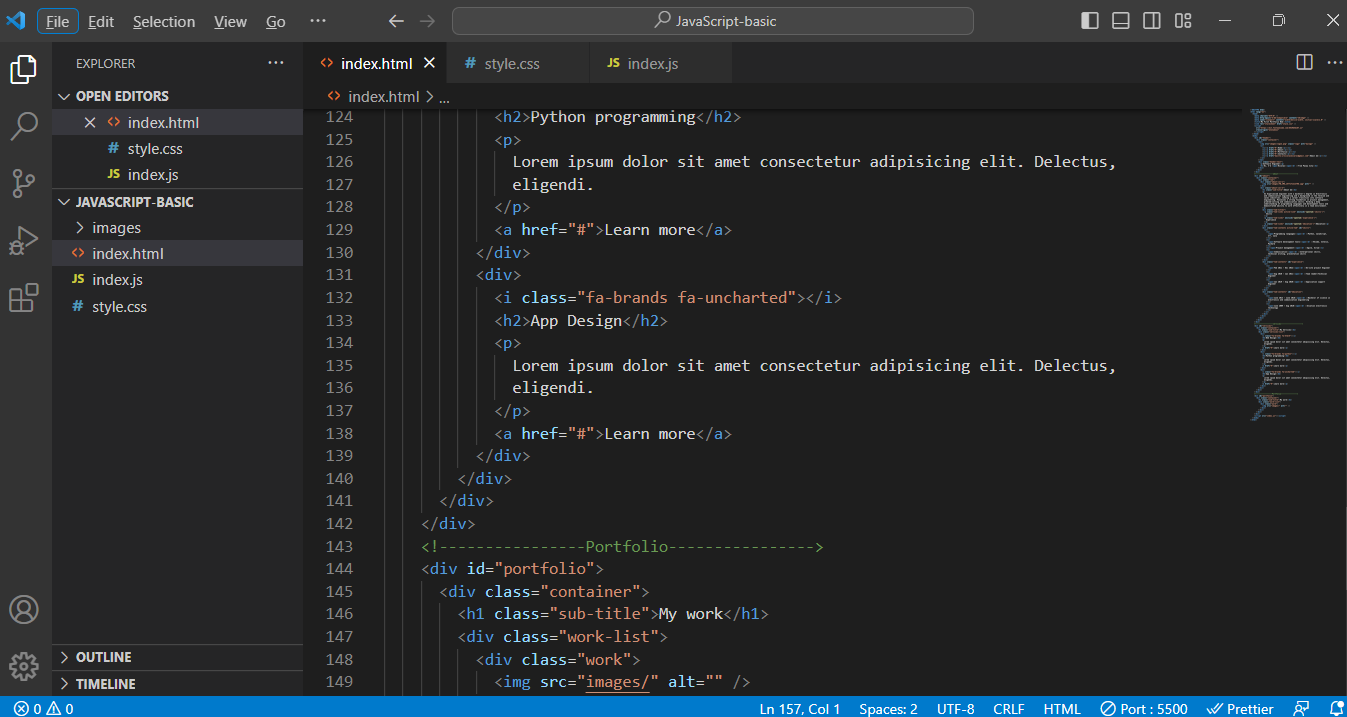 File Edit Selection View Go ···
JavaScript-basic
EXPLORER ···
OPEN EDITORS
index.html
# style.css
JS index.js
JAVASCRIPT-BASIC
images
<> index.html
JS index.js
# style.css
OUTLINE
TIMELINE
<> index.html
# style.css
JS index.js
<> index.html > ...
124 <h2>Python programming</h2>
125 <p>
126 Lorem ipsum dolor sit amet consectetur adipisicing elit. Delectus,
127 eligendi.
128 </p>
129 <a href="#">Learn more</a>
130 </div>
131 <div>
132 <i class="fa-brands fa-uncharted"></i>
133 <h2>App Design</h2>
134 <p>
135 Lorem ipsum dolor sit amet consectetur adipisicing elit. Delectus,
136 eligendi.
137 </p>
138 <a href="#">Learn more</a>
139 </div>
140 </div>
141 </div>
142 </div>
143 <!----------------Portfolio---------------->
144 <div id="portfolio">
145 <div class="container">
146 <h1 class="sub-title">My work</h1>
147 <div class="work-list">
148 <div class="work">
149 <img src="images/" alt="" />
0 0 Ln 157, Col 1 Spaces: 2 UTF-8 CRLF HTML Port : 5500 Prettier